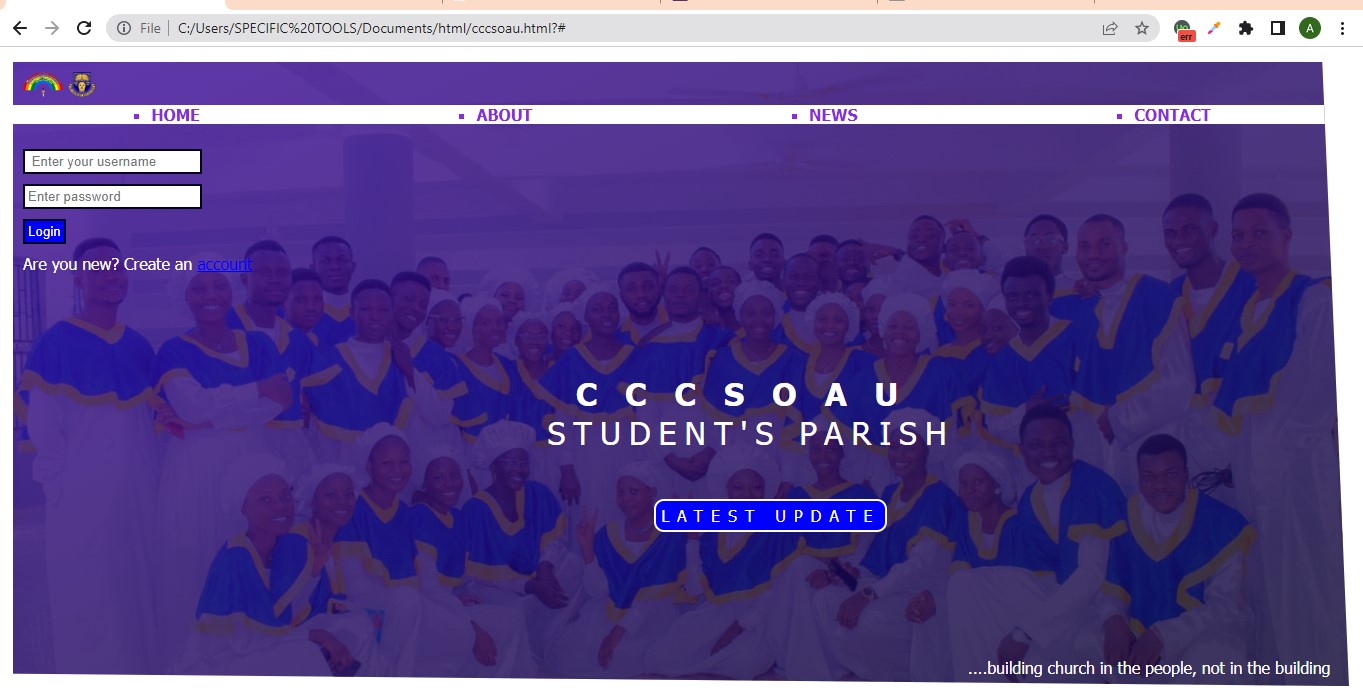 File C:/Users/SPECIFIC%20TOOLS/Documents/html/cccsoau.html?#
err
A
HOME ABOUT NEWS CONTACT
Enter your username
Enter password
Login
Are you new? Create an account
C C C S O A U
STUDENT'S PARISH
LATEST UPDATE
....building church in the people, not in the building